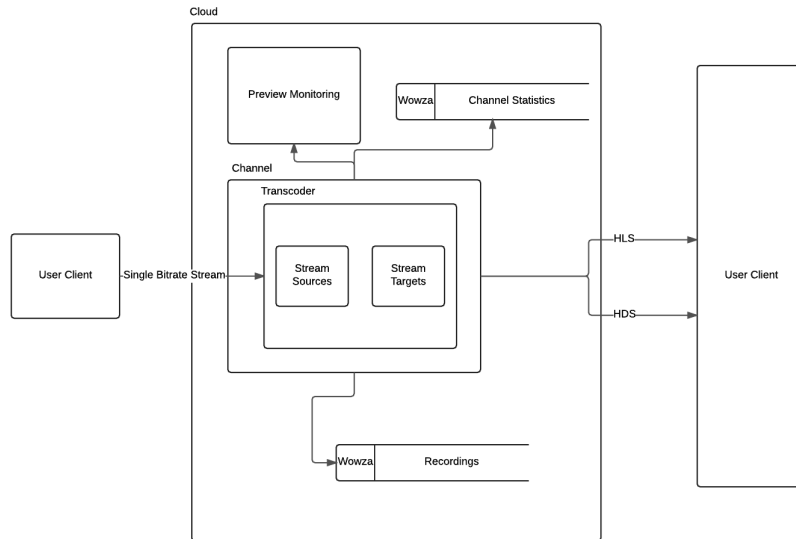 Cloud
Preview Monitoring
Wowza
Channel Statistics
Channel
Transcoder
User Client
Single Bitrate Stream
Stream
Sources
Stream
Targets
HLS
HDS
User Client
Wowza
Recordings